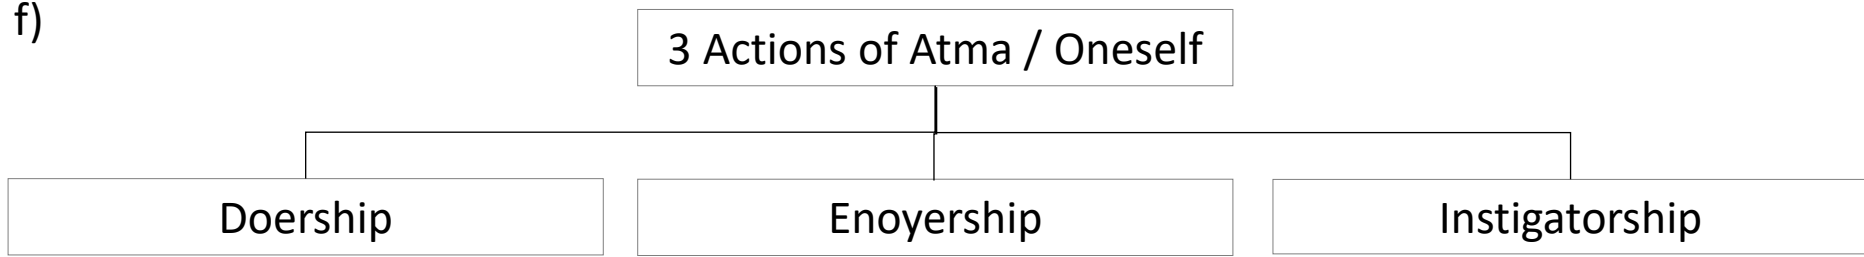 f)
3 Actions of Atma / Oneself
Doership
Enoyership
Instigatorship